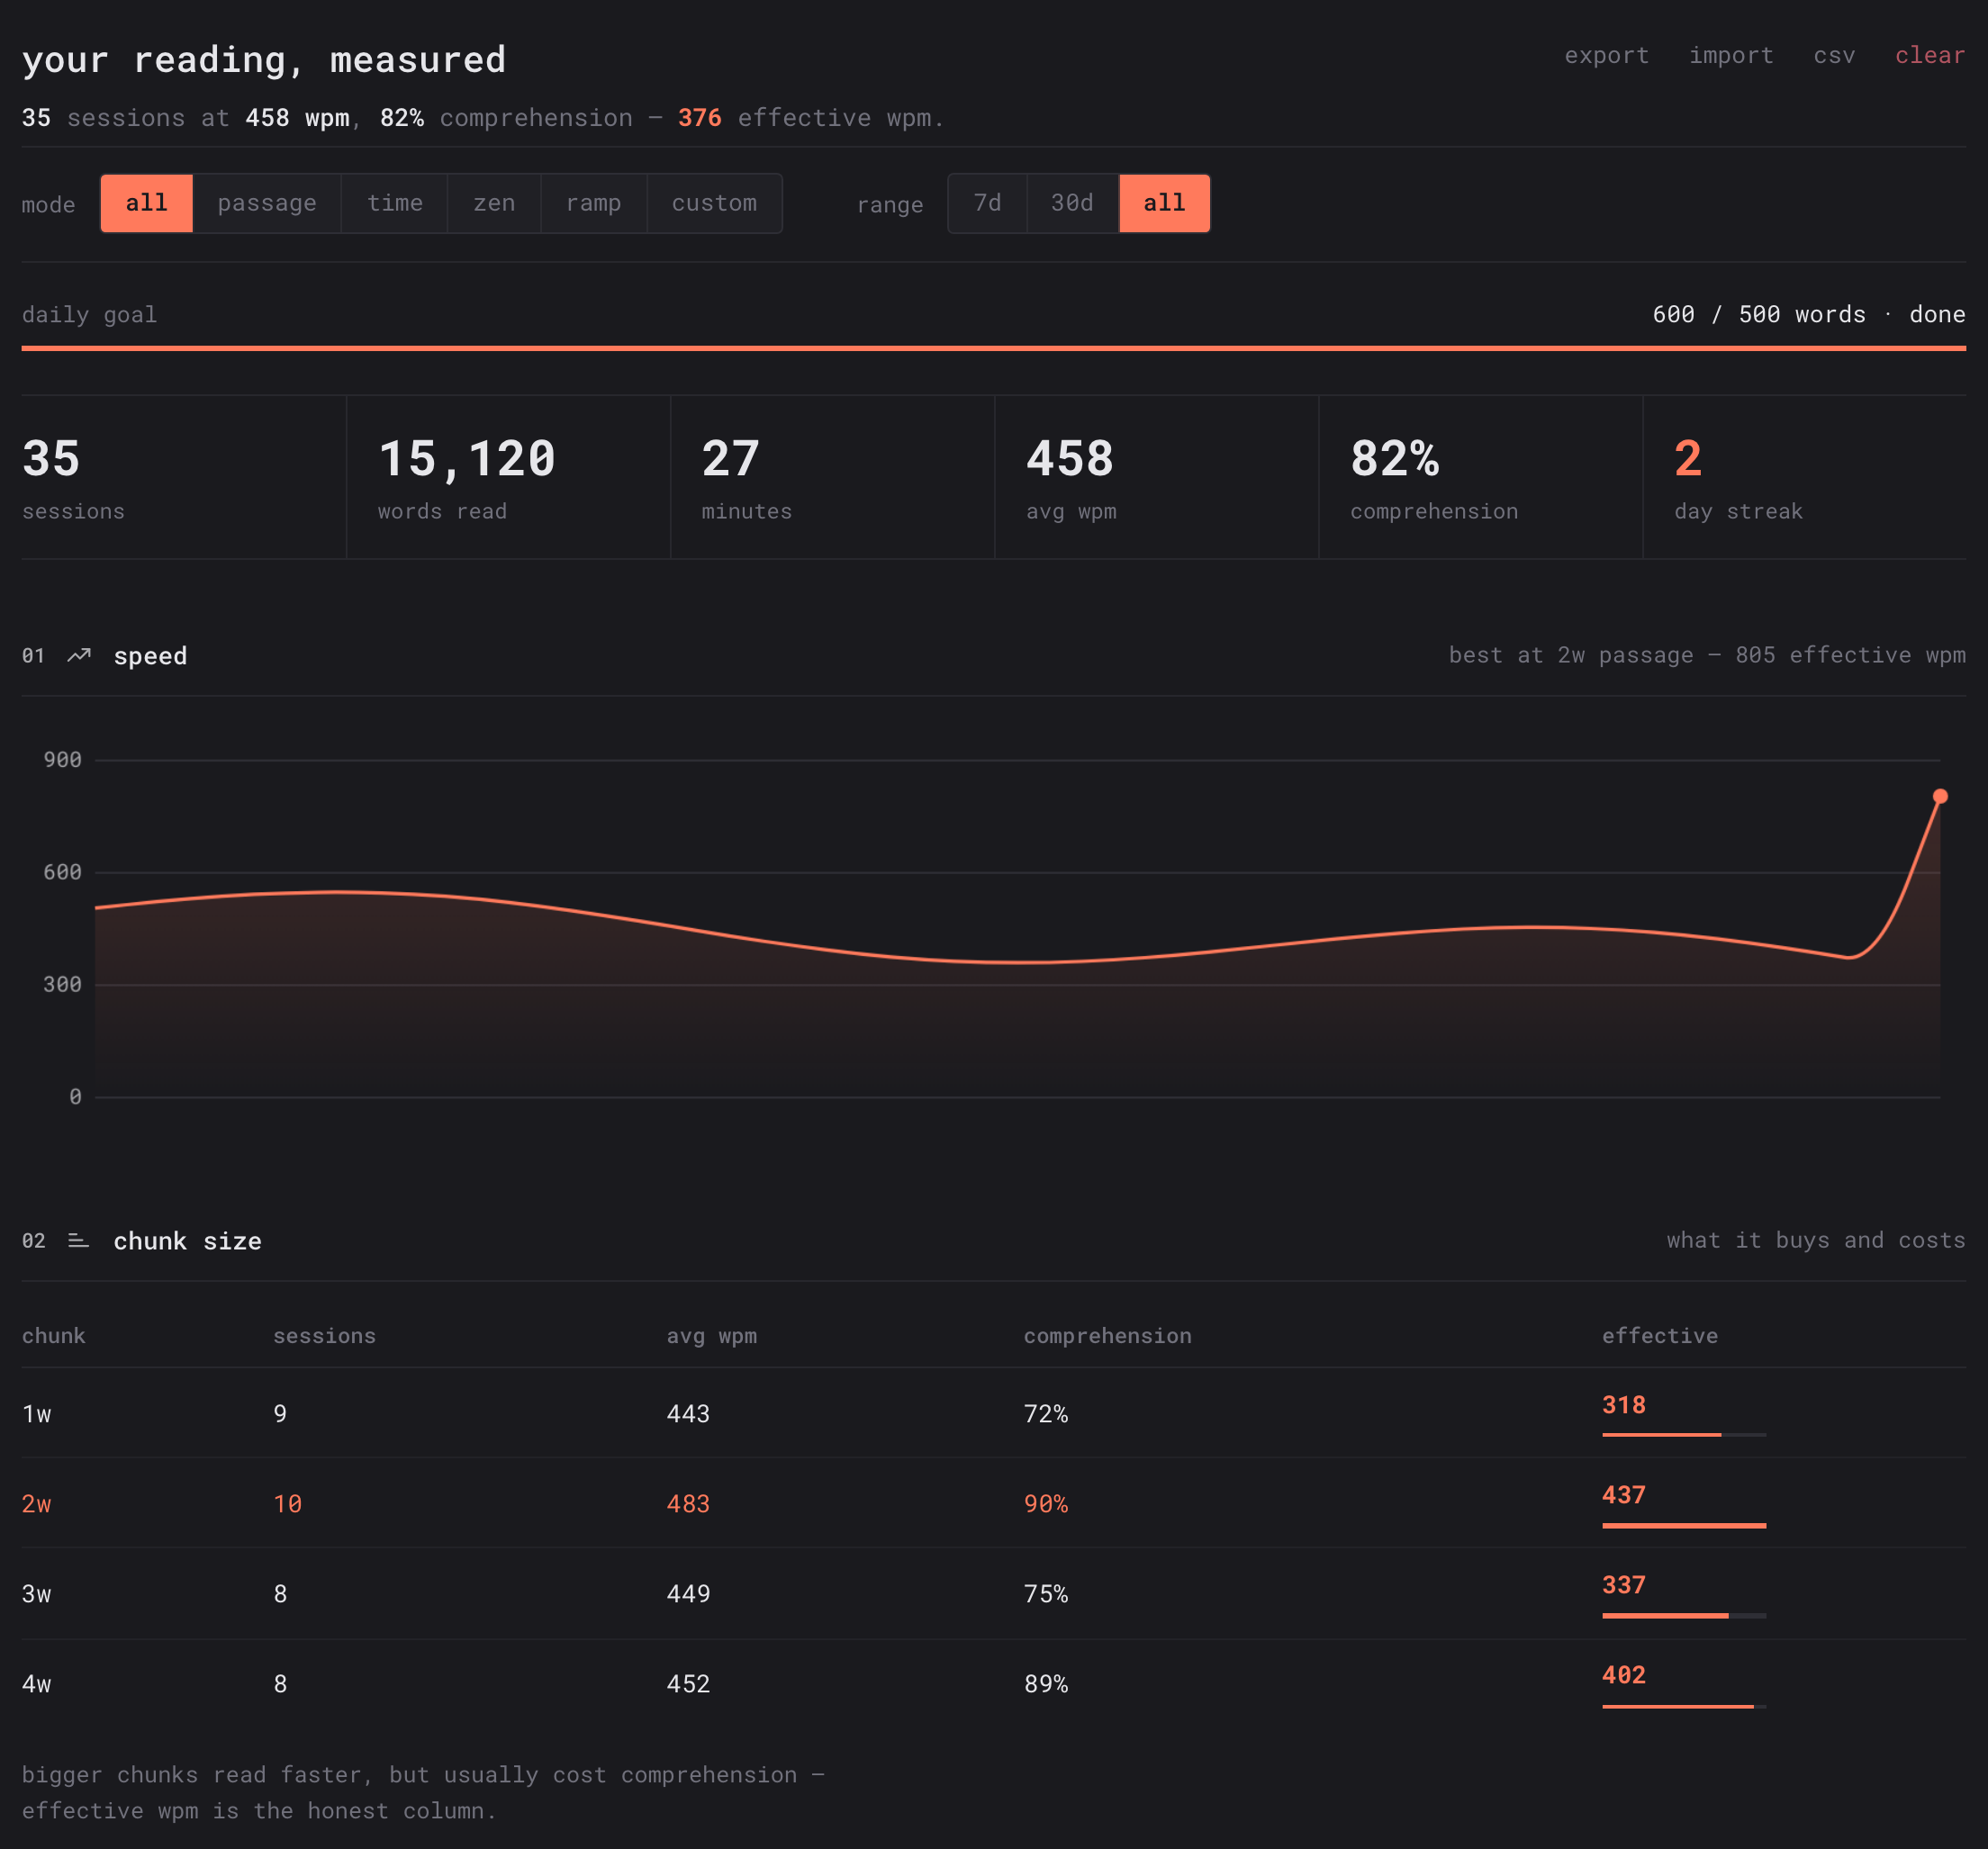 your reading, measured
export import csv clear
35 sessions at 458 wpm, 82% comprehension — 376 effective wpm.
mode all passage time zen ramp custom range 7d 30d all
daily goal 600 / 500 words · done
35 15,120 27 458 82% 2
sessions words read minutes avg wpm comprehension day streak
01 speed best at 2w passage — 805 effective wpm
900
600
300
0
02 chunk size what it buys and costs
chunk sessions avg wpm comprehension effective
1w 9 443 72% 318
2w 10 483 90% 437
3w 8 449 75% 337
4w 8 452 89% 402
bigger chunks read faster, but usually cost comprehension —
effective wpm is the honest column.